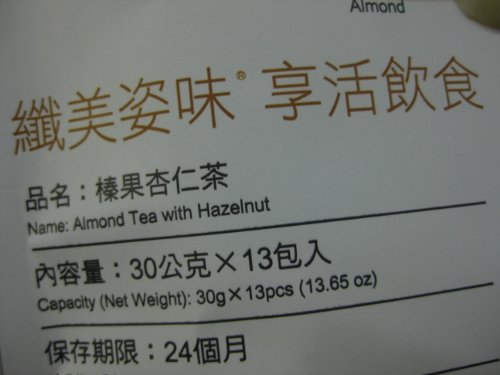 Almond
纖美姿味® 享活飲食
品名：榛果杏仁茶
Name: Almond Tea with Hazelnut
內容量：30公克×13包入
Capacity (Net Weight): 30g×13pcs (13.65 oz)
保存期限：24個月